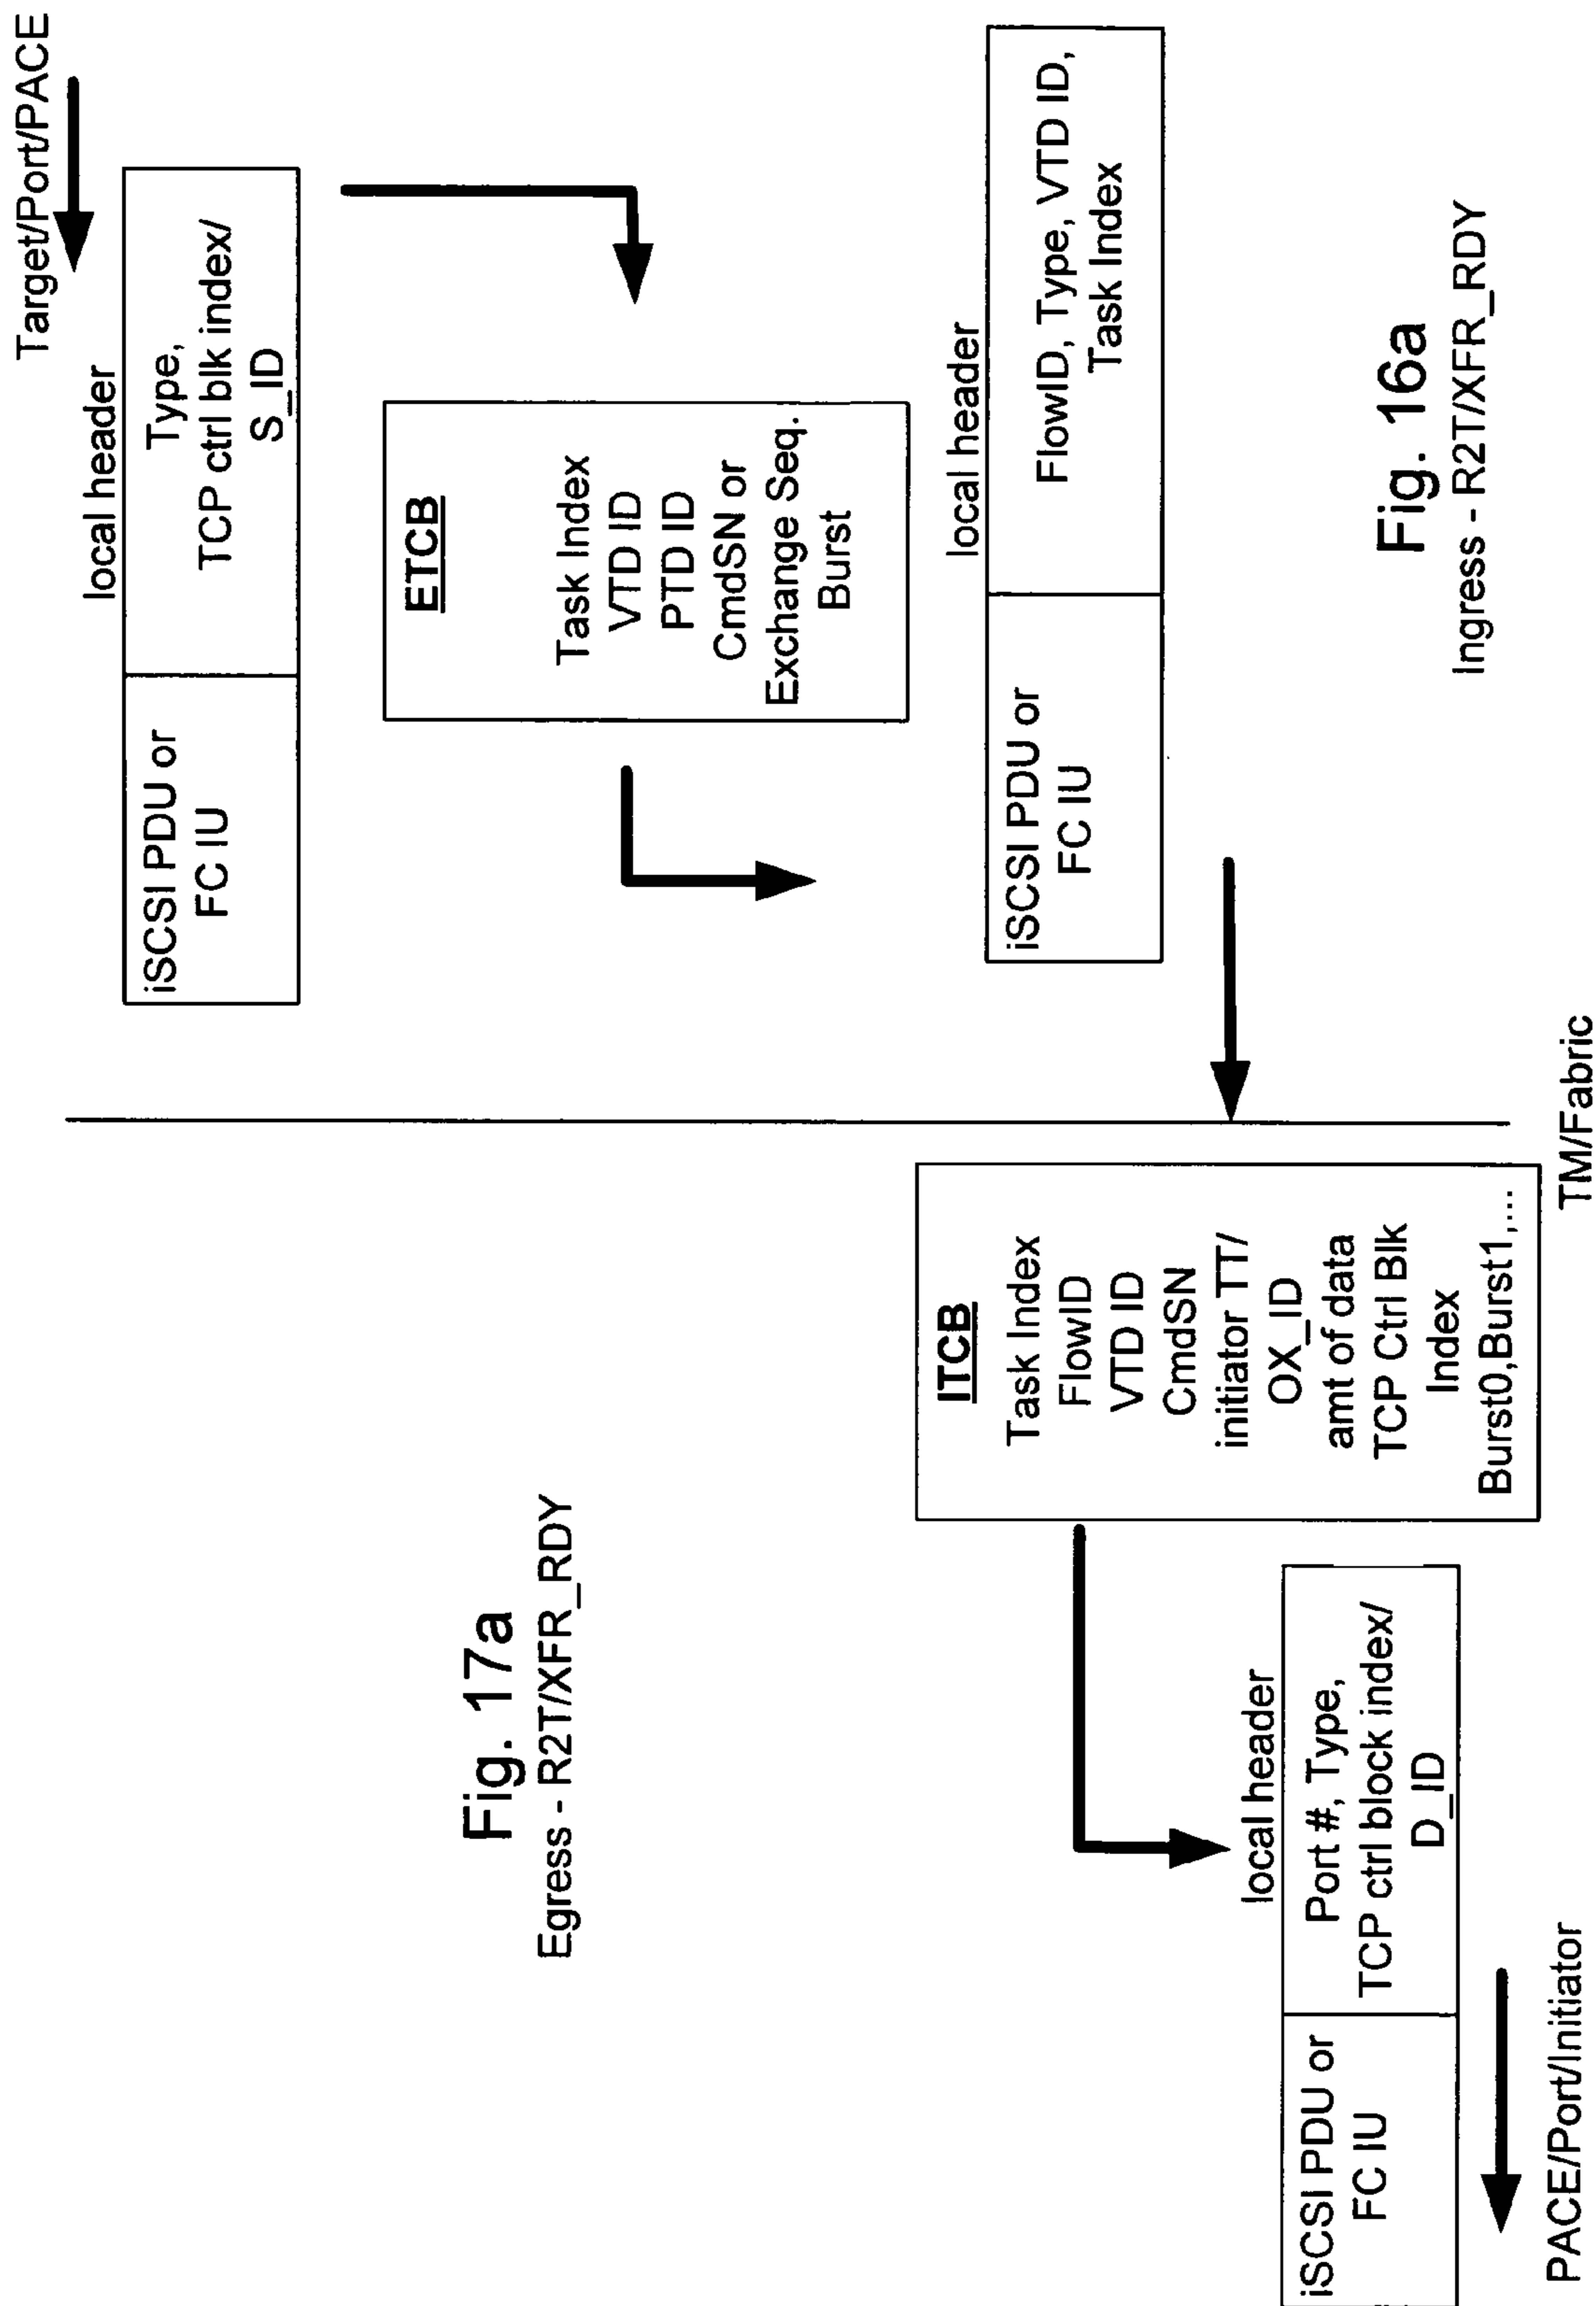 Target/Port/PACE
local header
iSCSI PDU or
FC IU
Type,
TCP ctrl blk index/
S_ID
ETCB
Task Index
VTD ID
PTD ID
CmdSN or
Exchange Seq.
Burst
local header
iSCSI PDU or
FC IU
FlowID, Type, VTD ID,
Task Index
Fig. 16a
Ingress - R2T/XFR_RDY
TM/Fabric
Fig. 17a
Egress - R2T/XFR_RDY
ITCB
Task Index
FlowID
VTD ID
CmdSN
initiator TT/
OX_ID
amt of data
TCP Ctrl Blk
Index
Burst0,Burst1,...
local header
iSCSI PDU or
FC IU
Port #, Type,
TCP ctrl block index/
D_ID
PACE/Port/Initiator